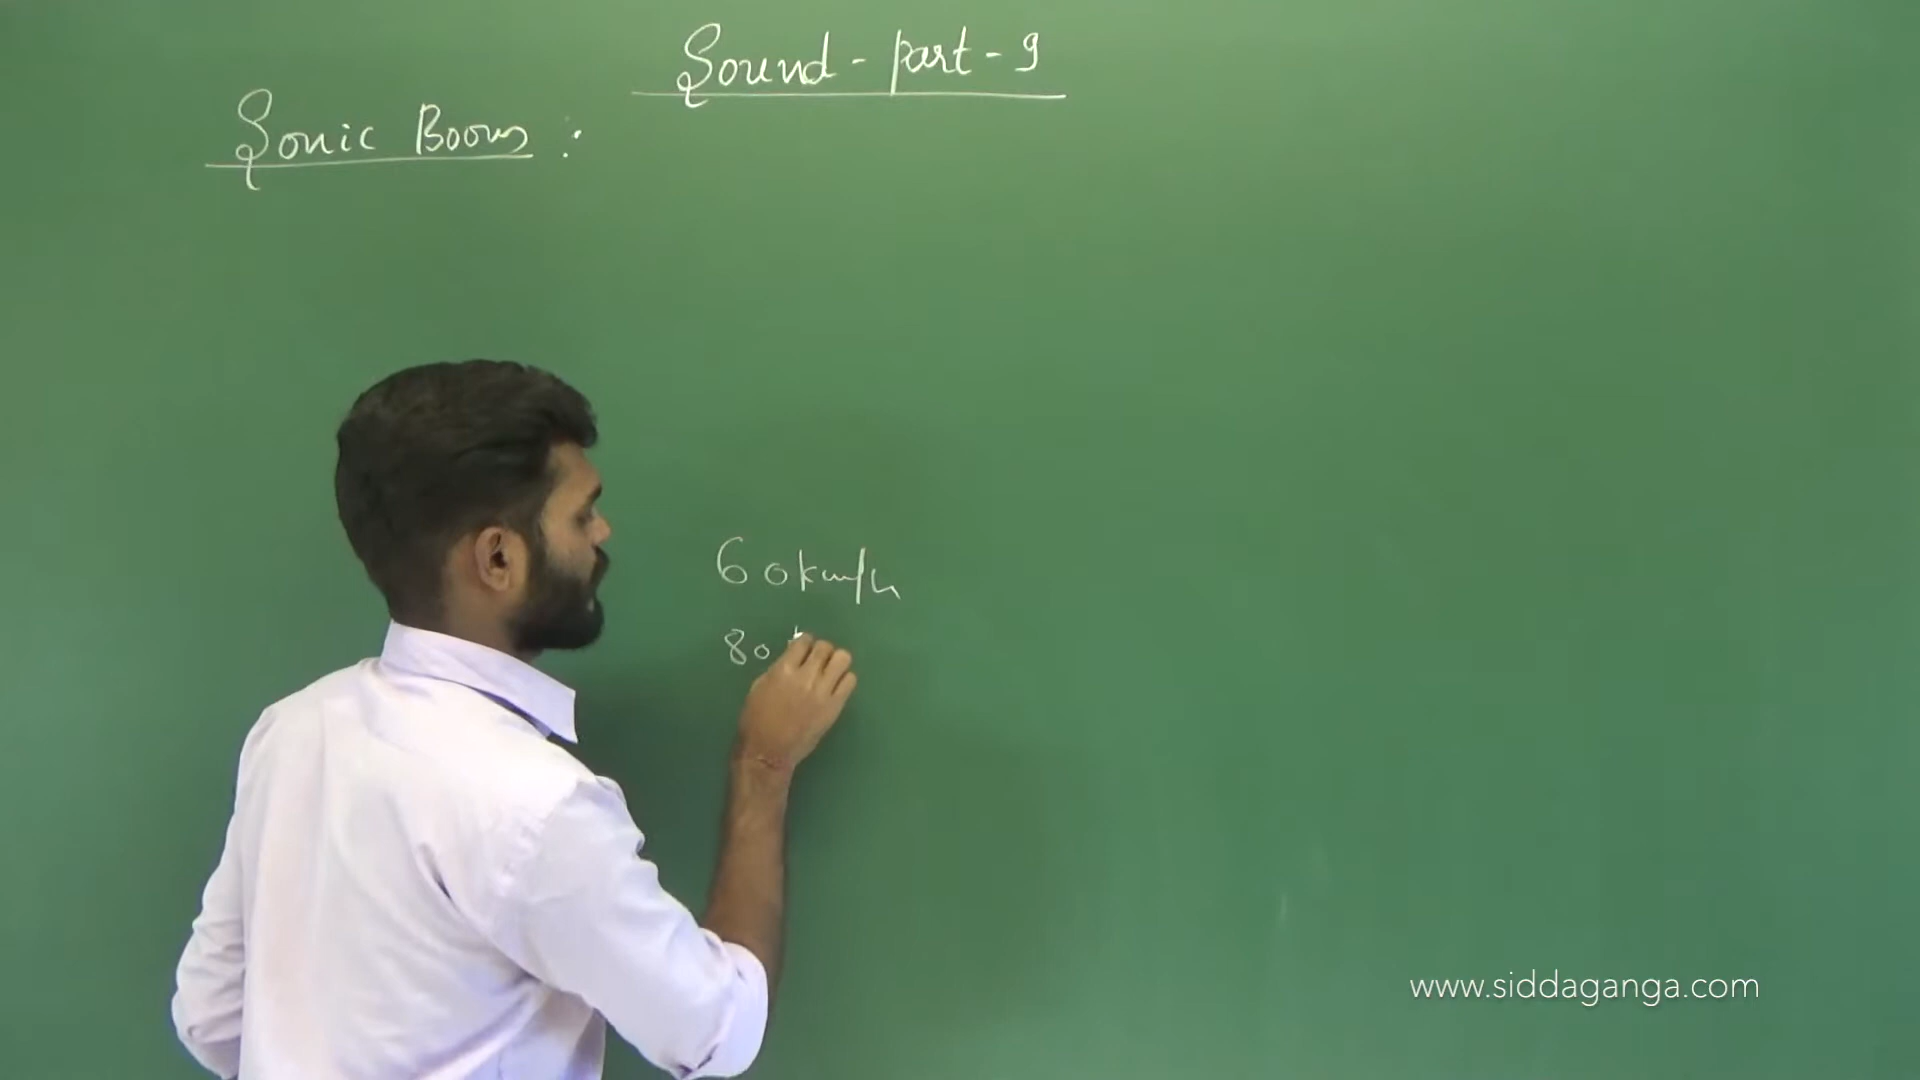 Sound - part - 9
Sonic Boom :
60km/h
80
www.siddaganga.com